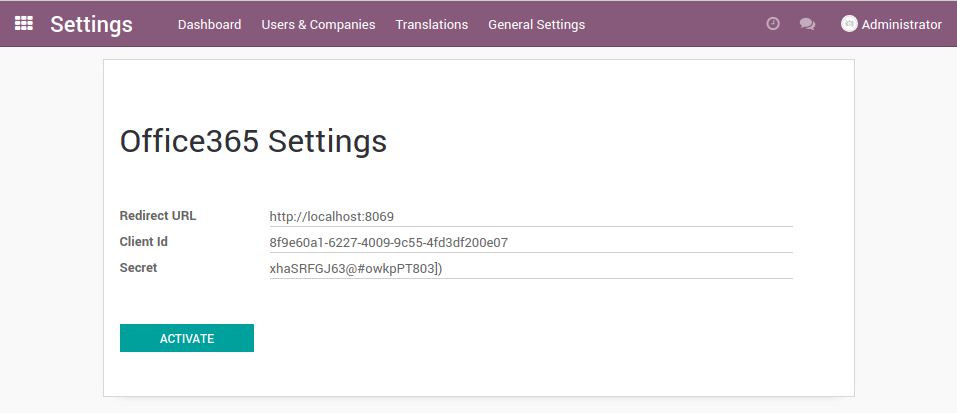 Settings Dashboard Users & Companies Translations General Settings Administrator
Office365 Settings
Redirect URL http://localhost:8069
Client Id 8f9e60a1-6227-4009-9c55-4fd3df200e07
Secret xhaSRFGJ63@#owkpPT803])
ACTIVATE